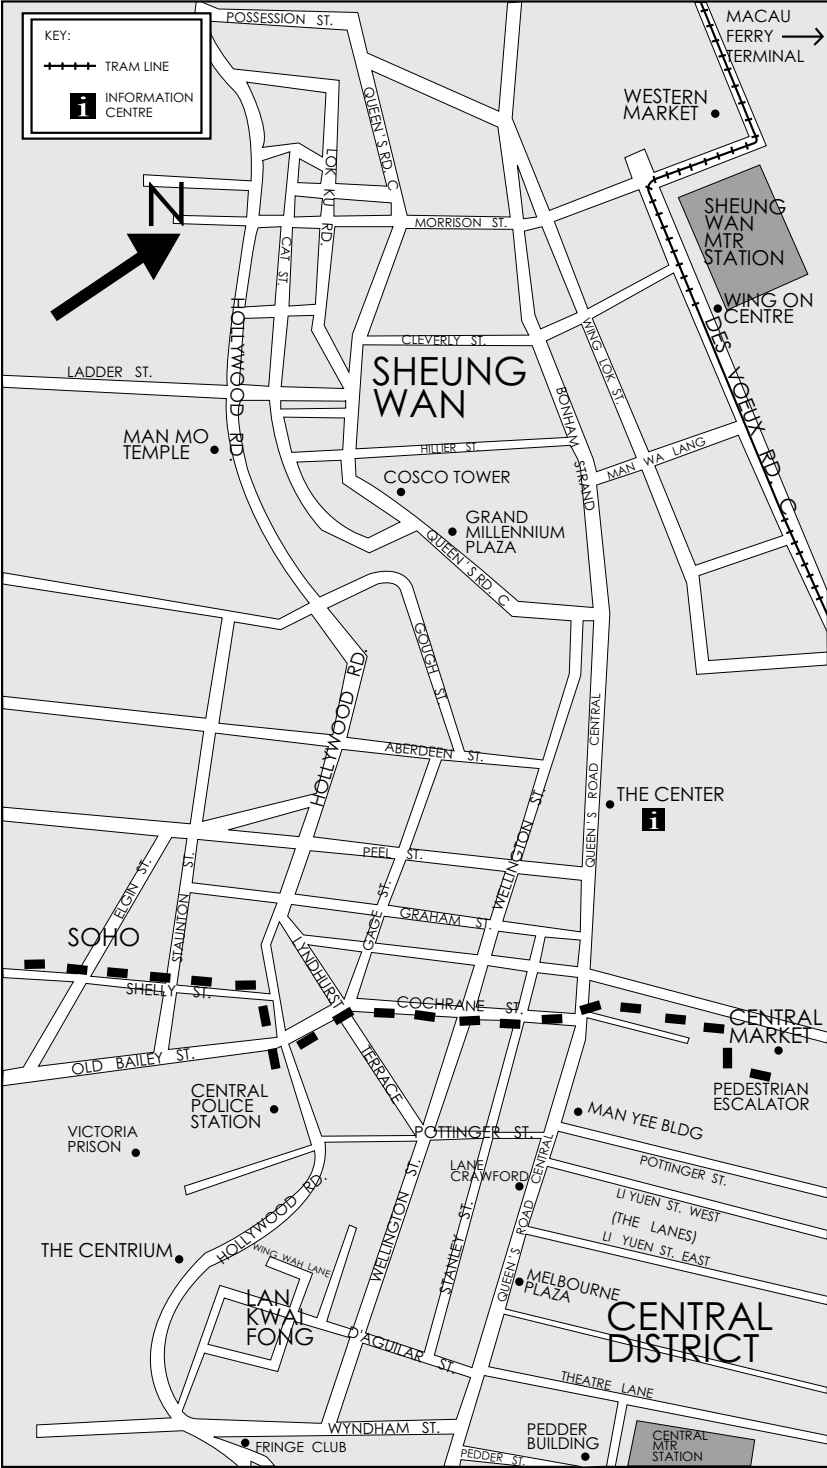 POSSESSION ST.
MACAU
FERRY
TERMINAL
KEY:
TRAM LINE
i INFORMATION
CENTRE
QUEEN'S RD. C
WESTERN
MARKET
LOK KU RD.
N
MORRISON ST.
SHEUNG
WAN
MTR
STATION
CAT ST.
WING ON
CENTRE
HOLLYWOOD RD.
CLEVERLY ST.
WING LOK ST.
DES VOEUX RD. C
LADDER ST.
SHEUNG
WAN
BONHAM STRAND
MAN MO
TEMPLE
HILLIER ST.
MAN WA LANG
COSCO TOWER
GRAND
MILLENNIUM
PLAZA
QUEEN'S RD. C
GOUGH ST.
HOLLYWOOD RD.
ABERDEEN ST.
QUEEN'S ROAD CENTRAL
THE CENTER
i
WELLINGTON ST.
PEEL ST.
ELGIN ST.
STAUNTON ST.
GAGE ST.
GRAHAM ST.
SOHO
LYNDHURST TERRACE
SHELLY ST.
COCHRANE ST.
CENTRAL
MARKET
OLD BAILEY ST.
PEDESTRIAN
ESCALATOR
CENTRAL
POLICE
STATION
VICTORIA
PRISON
MAN YEE BLDG
POTTINGER ST.
POTTINGER ST.
LANE
CRAWFORD
LI YUEN ST. WEST
(THE LANES)
LI YUEN ST. EAST
HOLLYWOOD RD.
WELLINGTON ST.
STANLEY ST.
QUEEN'S ROAD CENTRAL
THE CENTRIUM
WING WAH LANE
MELBOURNE
PLAZA
LAN
KWAI
FONG
CENTRAL
DISTRICT
D'AGUILAR ST.
THEATRE LANE
WYNDHAM ST.
FRINGE CLUB
PEDDER
BUILDING
PEDDER ST.
CENTRAL
MTR
STATION